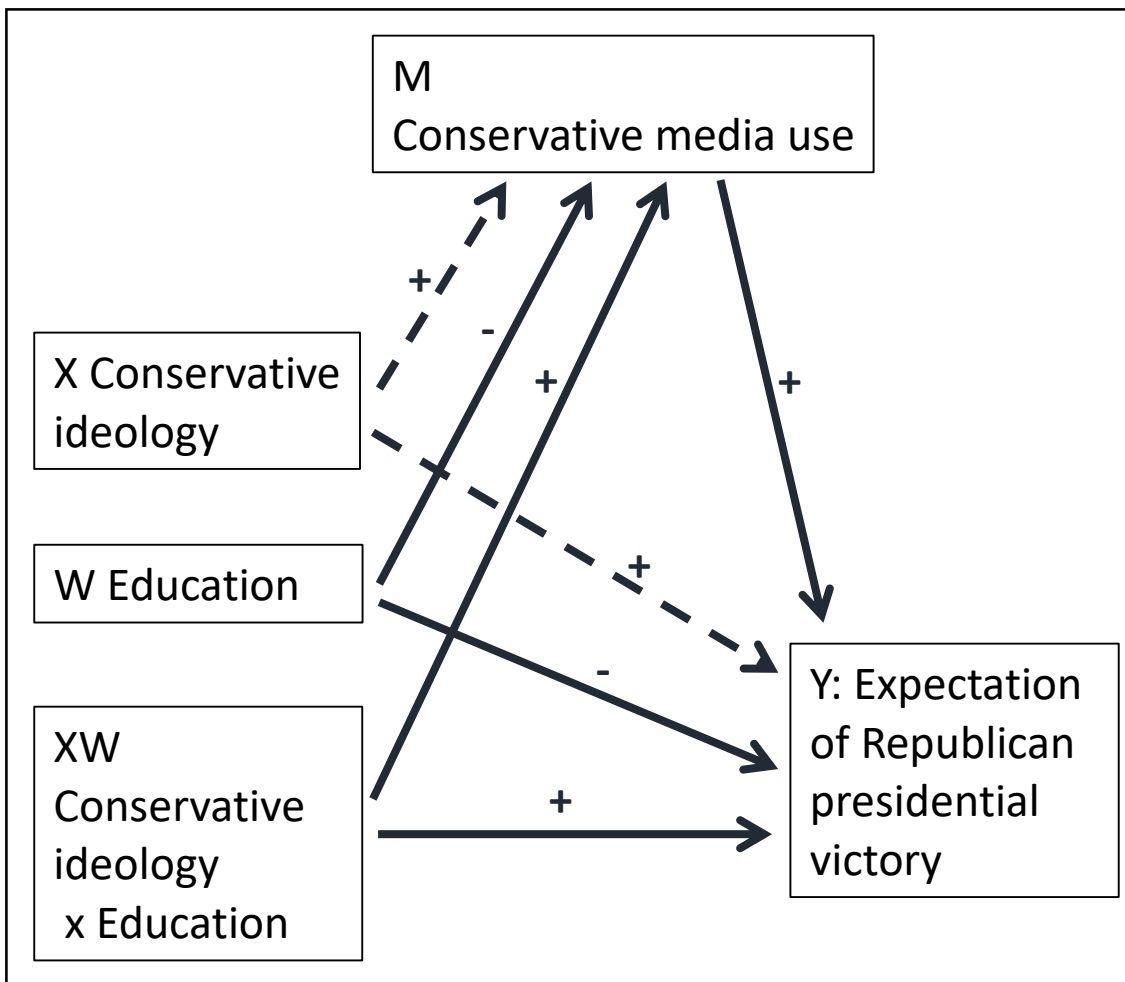 M
Conservative media use
+
-
+
+
X Conservative
ideology
+
W Education
-
Y: Expectation
of Republican
presidential
victory
XW
Conservative
ideology
x Education
+